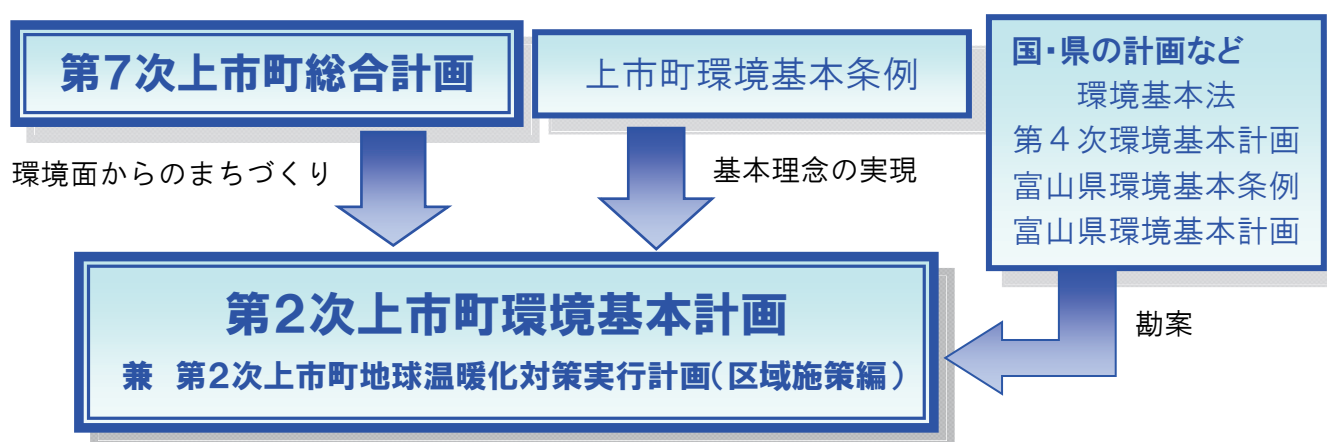 第7次上市町総合計画
上市町環境基本条例
国・県の計画など
環境基本法
第４次環境基本計画
富山県環境基本条例
富山県環境基本計画
環境面からのまちづくり
基本理念の実現
勘案
第2次上市町環境基本計画
兼　第2次上市町地球温暖化対策実行計画（区域施策編）